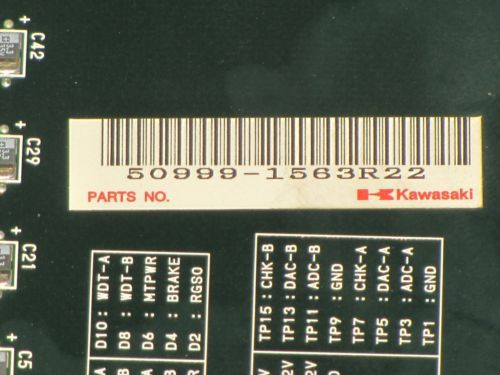 C42
C29
50999-1563R22
PARTS NO.
Kawasaki
C21
D10 : WDT-A
D8 : WDT-B
D6 : MTPWR
D4 : BRAKE
D2 : RGSO
TP15 : CHK-B
TP13 : DAC-B
TP11 : ADC-B
TP9 : GND
TP7 : CHK-A
TP5 : DAC-A
TP3 : ADC-A
TP1 : GND
C5